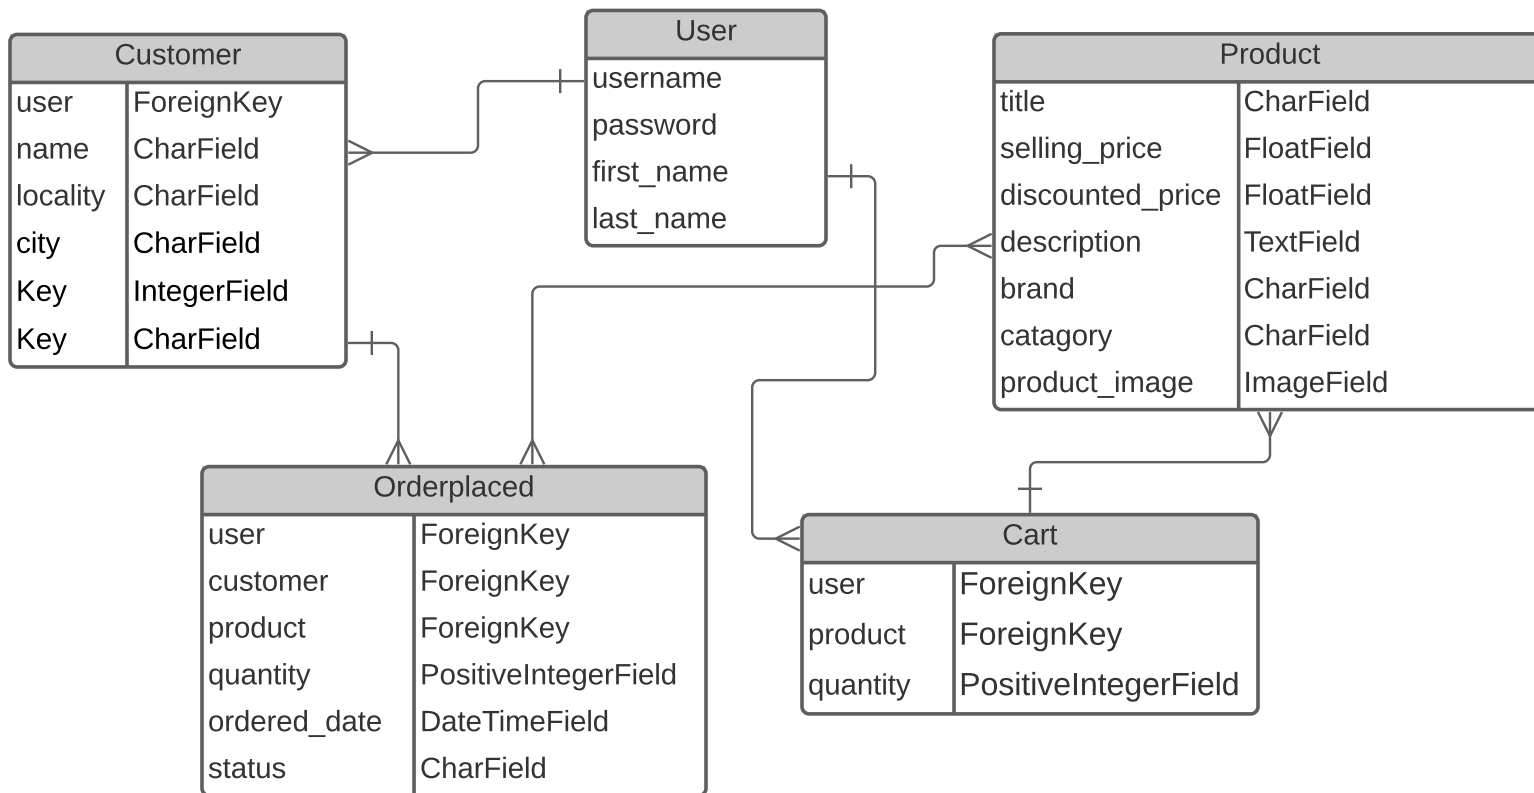 Customer
user ForeignKey
name CharField
locality CharField
city CharField
Key IntegerField
Key CharField
User
username
password
first_name
last_name
Product
title CharField
selling_price FloatField
discounted_price FloatField
description TextField
brand CharField
catagory CharField
product_image ImageField
Orderplaced
user ForeignKey
customer ForeignKey
product ForeignKey
quantity PositiveIntegerField
ordered_date DateTimeField
status CharField
Cart
user ForeignKey
product ForeignKey
quantity PositiveIntegerField